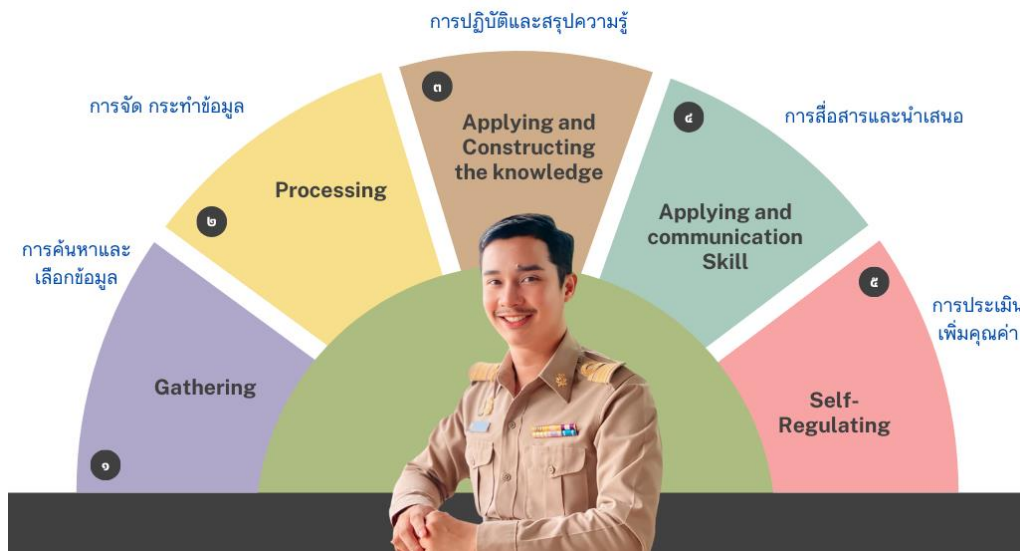 การปฏิบัติและสรุปความรู้
๓
Applying and
Constructing
the knowledge
การจัด กระทำข้อมูล
๒
Processing
การสื่อสารและนำเสนอ
๔
Applying and
communication
Skill
การค้นหาและ
เลือกข้อมูล
๑
Gathering
การประเมิน
เพิ่มคุณค่า
๕
Self-
Regulating